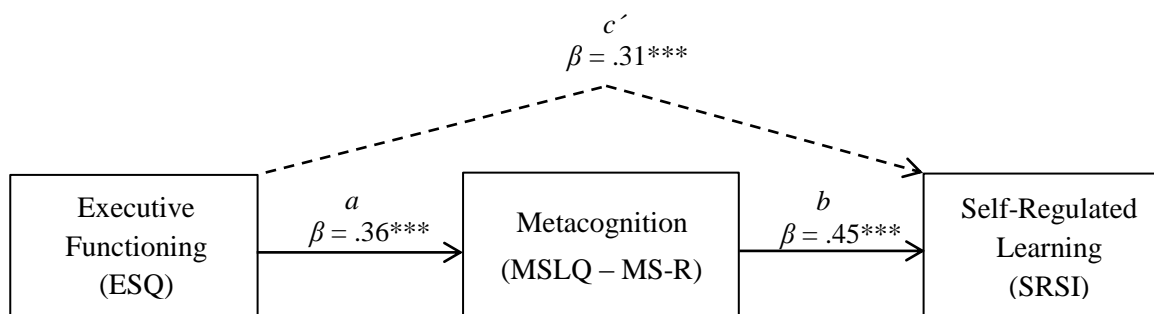 c´
β = .31***
Executive
Functioning
(ESQ)
a
β = .36***
Metacognition
(MSLQ – MS-R)
b
β = .45***
Self-Regulated
Learning
(SRSI)